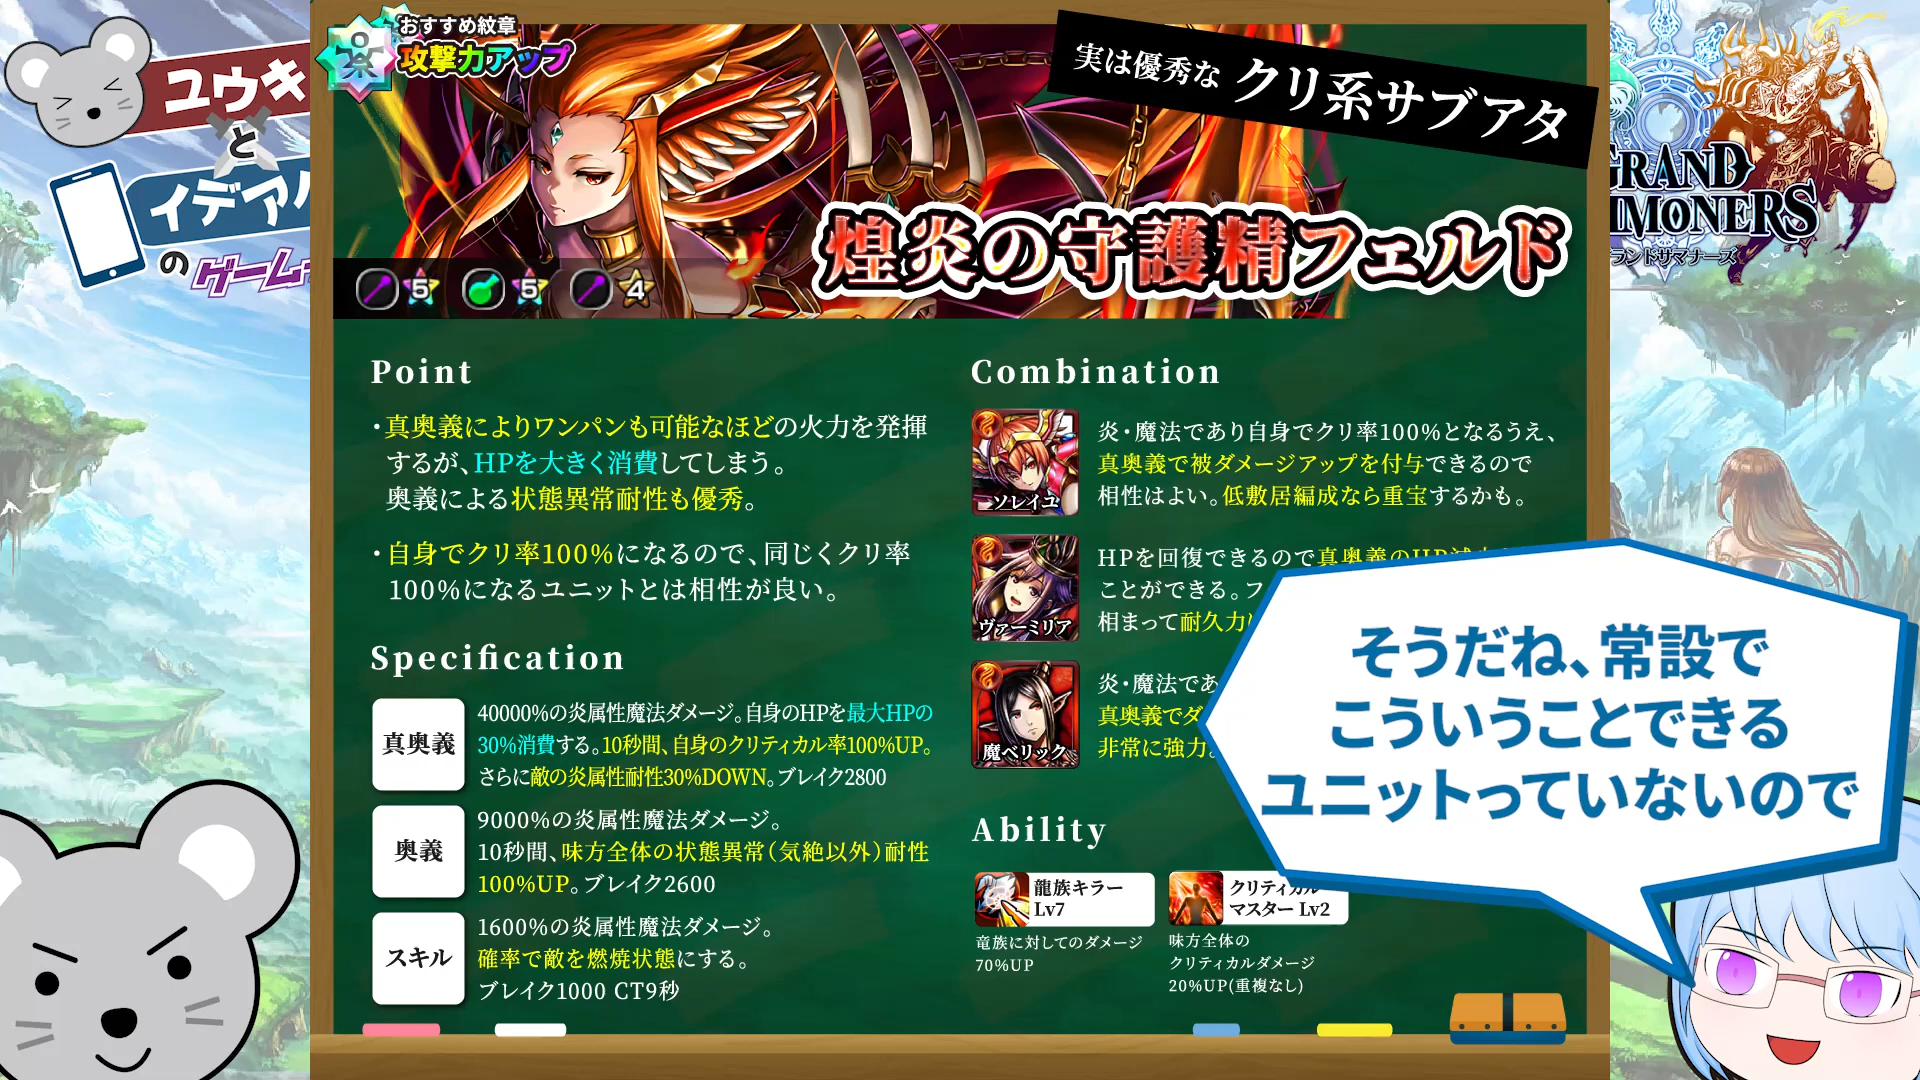 ユウキ
と
イデア
の
ゲーム
おすすめ紋章
攻撃力アップ
実は優秀な クリ系サブアタ
煌炎の守護精フェルド
5
5
4
GRAND
MMONERS
ランドサマナーズ
Point
・真奥義によりワンパンも可能なほどの火力を発揮
するが、HPを大きく消費してしまう。
奥義による状態異常耐性も優秀。
・自身でクリ率100%になるので、同じくクリ率
100%になるユニットとは相性が良い。
Specification
真奥義
40000%の炎属性魔法ダメージ。自身のHPを最大HPの
30%消費する。10秒間、自身のクリティカル率100%UP。
さらに敵の炎属性耐性30%DOWN。ブレイク2800
奥義
9000%の炎属性魔法ダメージ。
10秒間、味方全体の状態異常（気絶以外）耐性
100%UP。ブレイク2600
スキル
1600%の炎属性魔法ダメージ。
確率で敵を燃焼状態にする。
ブレイク1000 CT9秒
Combination
ソレイユ
炎・魔法であり自身でクリ率100%となるうえ、
真奥義で被ダメージアップを付与できるので
相性はよい。低敷居編成なら重宝するかも。
ヴァーミリア
HPを回復できるので真奥義のHP減
ことができる。フ
相まって耐久力
魔ベリック
炎・魔法であ
真奥義でダ
非常に強力。
Ability
龍族キラー
Lv7
竜族に対してのダメージ
70%UP
クリティカル
マスター Lv2
味方全体の
クリティカルダメージ
20%UP(重複なし)
そうだね、常設で
こういうことできる
ユニットっていないので